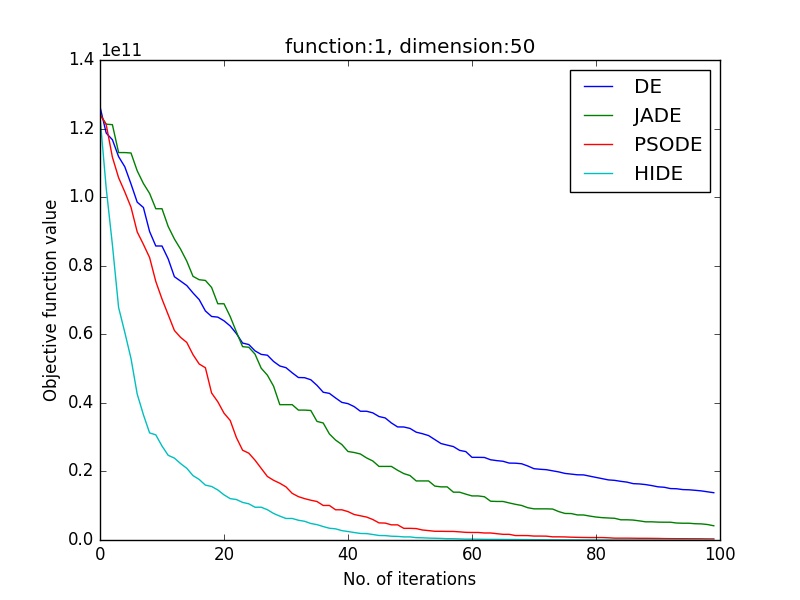 function:1, dimension:50
1e11
1.4
1.2
1.0
0.8
0.6
0.4
0.2
0.0
Objective function value
DE
JADE
PSODE
HIDE
0 20 40 60 80 100
No. of iterations